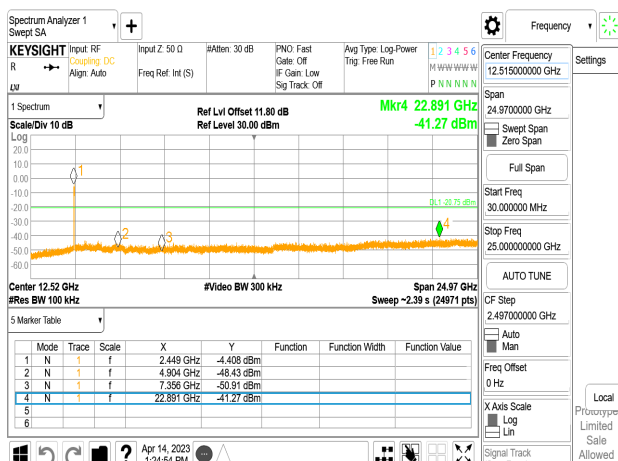 Spectrum Analyzer 1
Swept SA
Frequency
KEYSIGHT
Input: RF
Coupling: DC
Align: Auto
Input Z: 50 Ω
Freq Ref: Int (S)
#Atten: 30 dB
PNO: Fast
Gate: Off
IF Gain: Low
Sig Track: Off
Avg Type: Log-Power
Trig: Free Run
1 2 3 4 5 6
M W W W W W
P N N N N N
R
LXI
1 Spectrum
Scale/Div 10 dB
Ref Lvl Offset 11.80 dB
Ref Level 30.00 dBm
Mkr4 22.891 GHz
-41.27 dBm
Log
20.0
10.0
0.00
-10.0
-20.0
-30.0
-40.0
-50.0
-60.0
1
2
3
4
DL1 -20.75 dBm
Center 12.52 GHz
#Res BW 100 kHz
#Video BW 300 kHz
Span 24.97 GHz
Sweep ~2.39 s (24971 pts)
5 Marker Table
Mode Trace Scale X Y Function Function Width Function Value
1 N 1 f 2.449 GHz -4.408 dBm
2 N 1 f 4.904 GHz -48.43 dBm
3 N 1 f 7.356 GHz -50.91 dBm
4 N 1 f 22.891 GHz -41.27 dBm
5
6
Apr 14, 2023
1:24:54 PM
Center Frequency
12.515000000 GHz
Span
24.9700000 GHz
Swept Span
Zero Span
Full Span
Start Freq
30.000000 MHz
Stop Freq
25.000000000 GHz
AUTO TUNE
CF Step
2.497000000 GHz
Auto
Man
Freq Offset
0 Hz
X Axis Scale
Log
Lin
Signal Track
Settings
Local
Prototype
Limited
Sale
Allowed